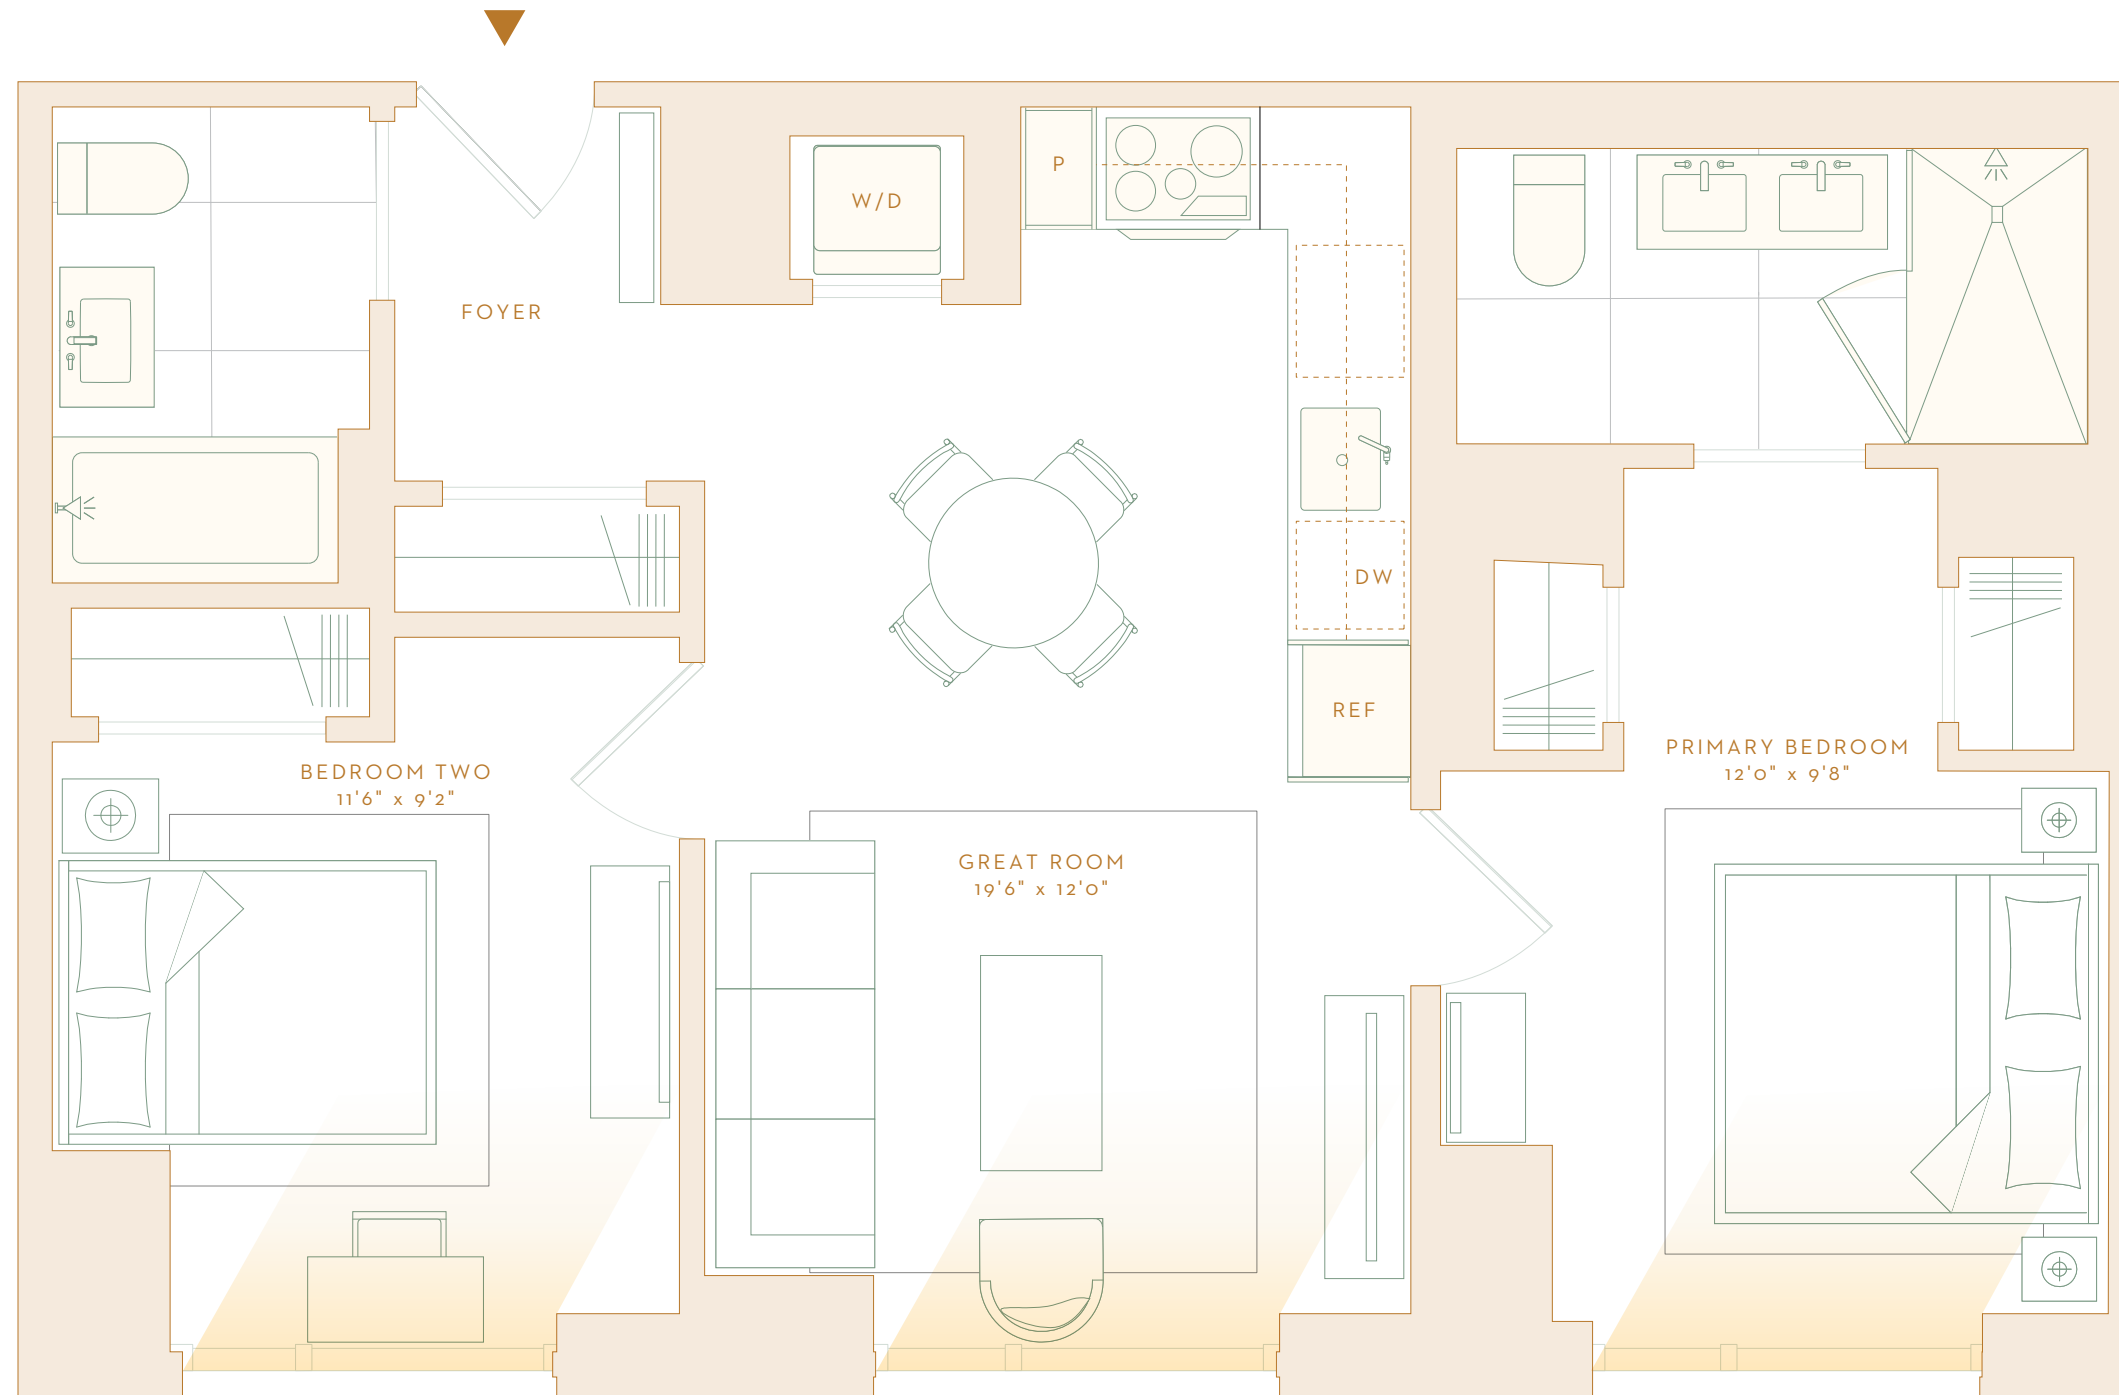 P
W/D
FOYER
DW
REF
PRIMARY BEDROOM
12'0" x 9'8"
BEDROOM TWO
11'6" x 9'2"
GREAT ROOM
19'6" x 12'0"